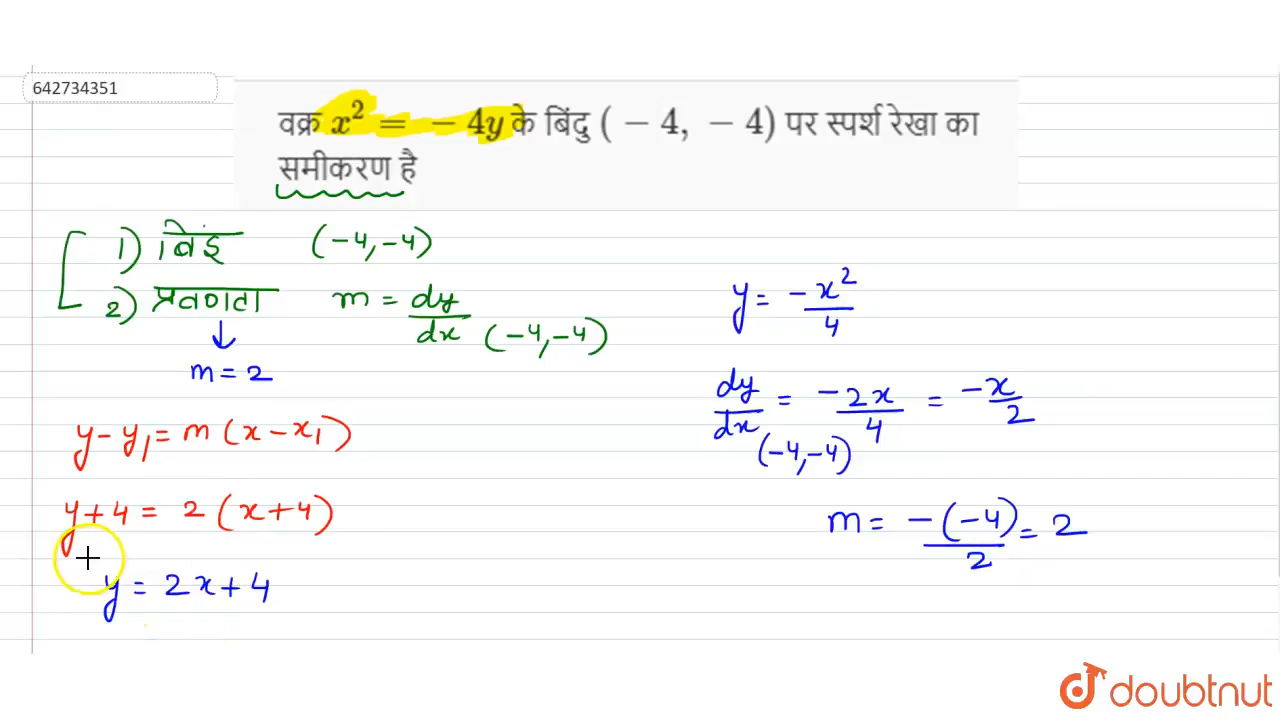 642734351
वक्र x² = − 4y के बिंदु (− 4, − 4) पर स्पर्श रेखा का
समीकरण है
1) बिंदु (−4,−4)
2) प्रवणता m = dy/dx (−4,−4)
m = 2
y − y₁ = m (x − x₁)
y + 4 = 2 (x + 4)
y = 2x + 4
y = −x²/4
dy/dx (−4,−4) = −2x/4 = −x/2
m = −(−4)/2 = 2
doubtnut